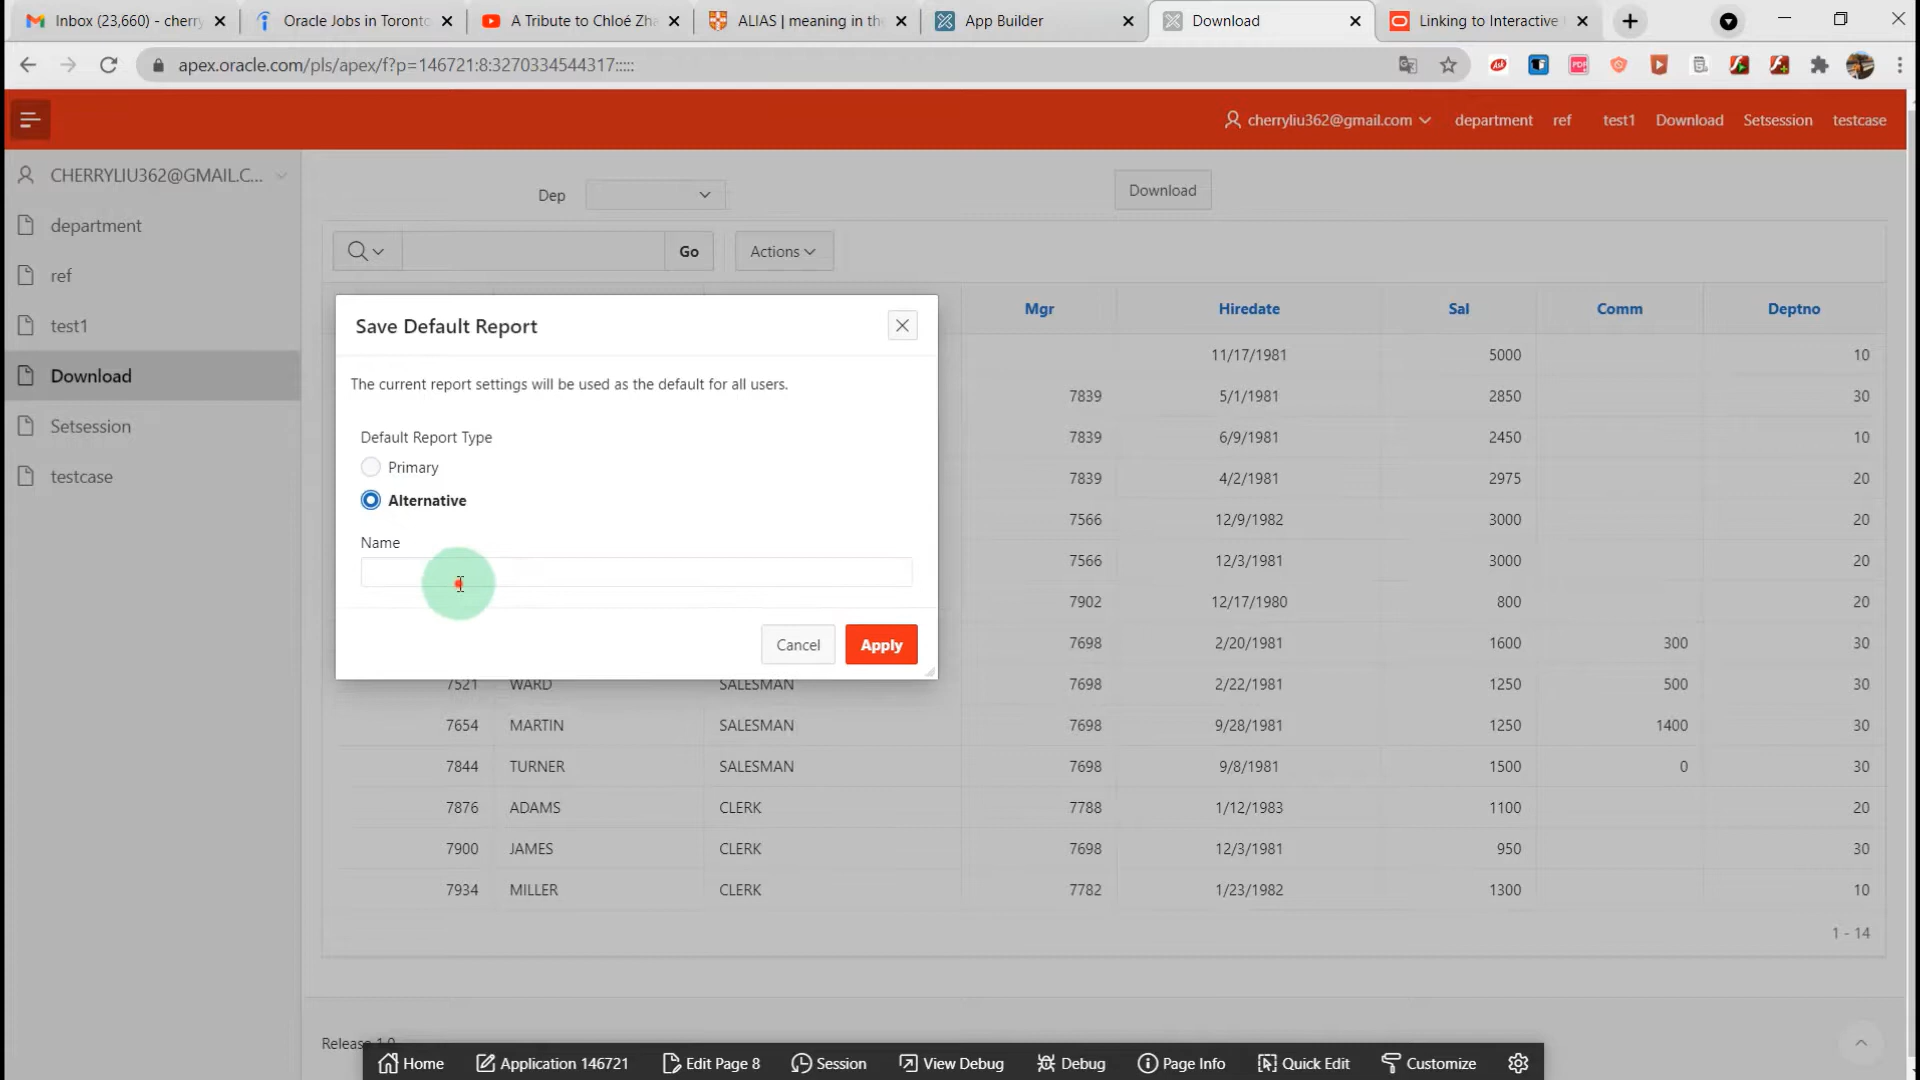 Inbox (23,660) - cherry
Oracle Jobs in Toronto
A Tribute to Chloé Zha
ALIAS | meaning in the
App Builder
Download
Linking to Interactive
apex.oracle.com/pls/apex/f?p=146721:8:3270334544317:::::
cherryliu362@gmail.com department ref test1 Download Setsession testcase
CHERRYLIU362@GMAIL.C...
department
ref
test1
Download
Setsession
testcase
Dep
Download
Go
Actions
Save Default Report
The current report settings will be used as the default for all users.
Default Report Type
Primary
Alternative
Name
Cancel
Apply
Mgr Hiredate Sal Comm Deptno
11/17/1981 5000 10
7839 5/1/1981 2850 30
7839 6/9/1981 2450 10
7839 4/2/1981 2975 20
7566 12/9/1982 3000 20
7566 12/3/1981 3000 20
7902 12/17/1980 800 20
7698 2/20/1981 1600 300 30
7521 WARD SALESMAN 7698 2/22/1981 1250 500 30
7654 MARTIN SALESMAN 7698 9/28/1981 1250 1400 30
7844 TURNER SALESMAN 7698 9/8/1981 1500 0 30
7876 ADAMS CLERK 7788 1/12/1983 1100 20
7900 JAMES CLERK 7698 12/3/1981 950 30
7934 MILLER CLERK 7782 1/23/1982 1300 10
1 - 14
Release 1.0
Home Application 146721 Edit Page 8 Session View Debug Debug Page Info Quick Edit Customize